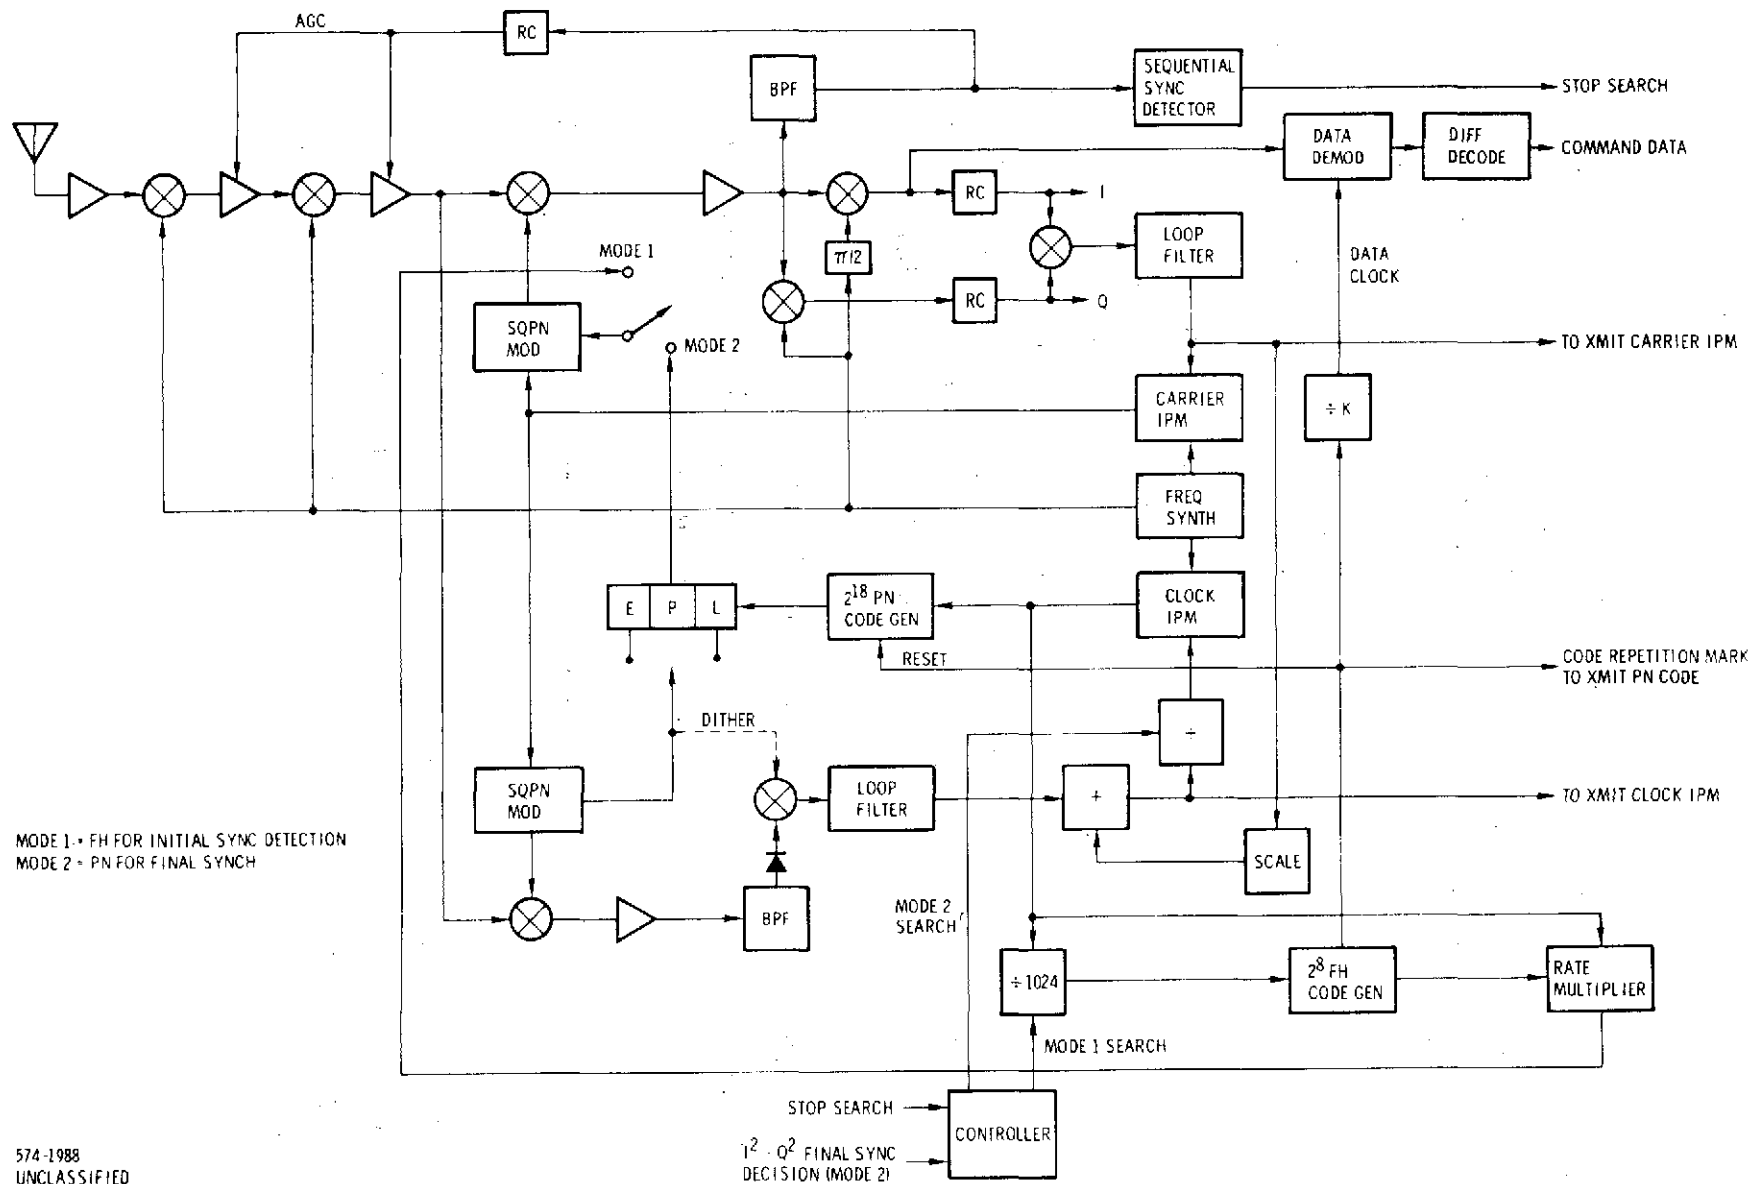 AGC
RC
BPF
SEQUENTIAL
SYNC
DETECTOR
STOP SEARCH
DATA
DEMOD
DIFF
DECODE
COMMAND DATA
RC
I
π/2
LOOP
FILTER
DATA
CLOCK
MODE 1
RC
Q
SQPN
MOD
MODE 2
TO XMIT CARRIER IPM
CARRIER
IPM
÷ K
FREQ
SYNTH
E P L
2^18 PN
CODE GEN
CLOCK
IPM
RESET
CODE REPETITION MARK
TO XMIT PN CODE
DITHER
÷
SQPN
MOD
LOOP
FILTER
+
TO XMIT CLOCK IPM
MODE 1 = FH FOR INITIAL SYNC DETECTION
MODE 2 = PN FOR FINAL SYNCH
SCALE
BPF
MODE 2
SEARCH
÷ 1024
2^8 FH
CODE GEN
RATE
MULTIPLIER
MODE 1 SEARCH
STOP SEARCH
CONTROLLER
I² - Q² FINAL SYNC
DECISION (MODE 2)
574-1988
UNCLASSIFIED